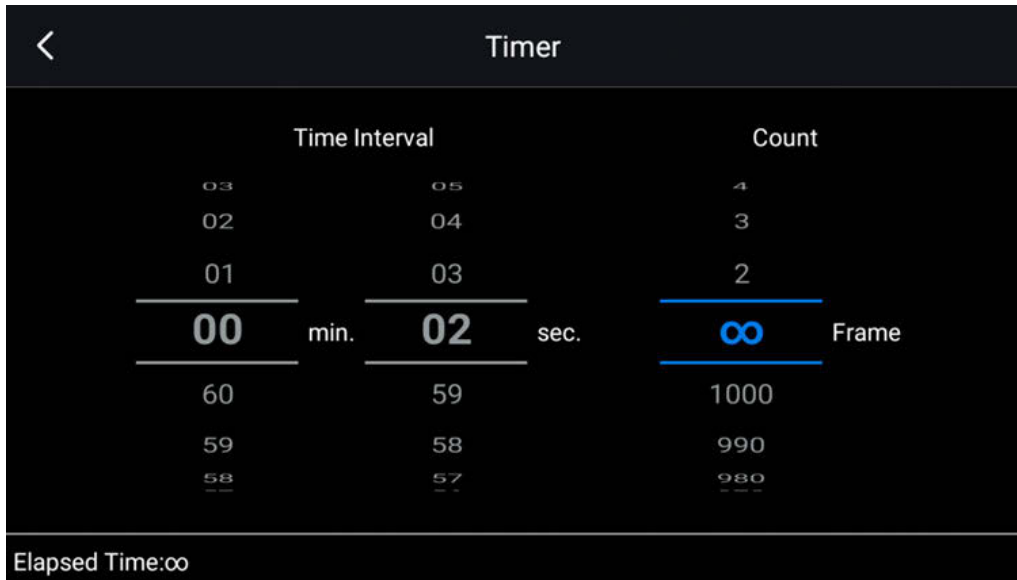 Timer
Time Interval Count
03 05 4
02 04 3
01 03 2
00 min. 02 sec. ∞ Frame
60 59 1000
59 58 990
58 57 980
Elapsed Time:∞